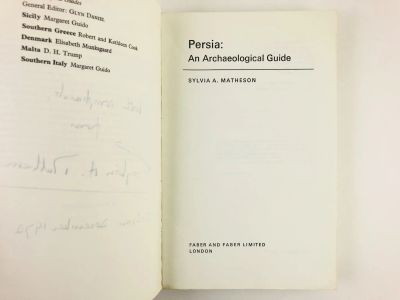 General Editor: GLYN DANIEL
Sicily Margaret Guido
Southern Greece Robert and Kathleen Cook
Denmark Elisabeth Munksgaard
Malta D. H. Trump
Southern Italy Margaret Guido
Persia:
An Archaeological Guide
SYLVIA A. MATHESON
FABER AND FABER LIMITED
LONDON